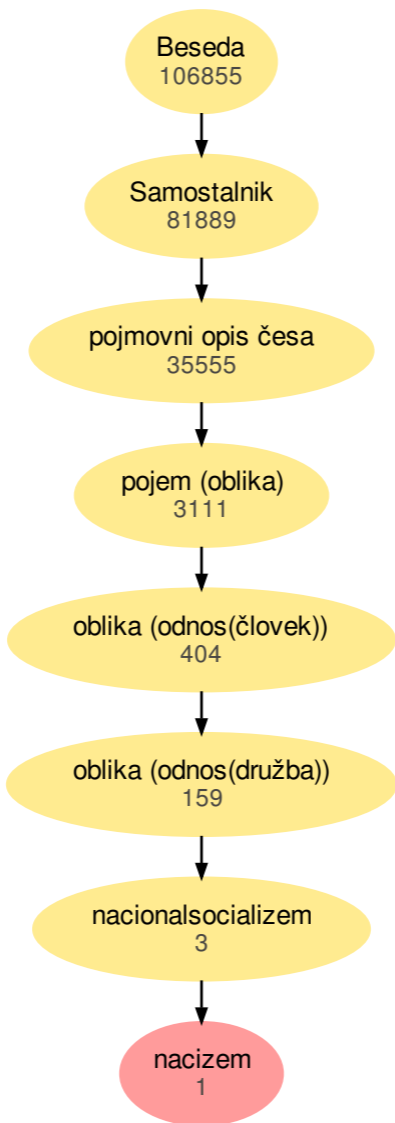 Beseda
106855
Samostalnik
81889
pojmovni opis česa
35555
pojem (oblika)
3111
oblika (odnos(človek))
404
oblika (odnos(družba))
159
nacionalsocializem
3
nacizem
1